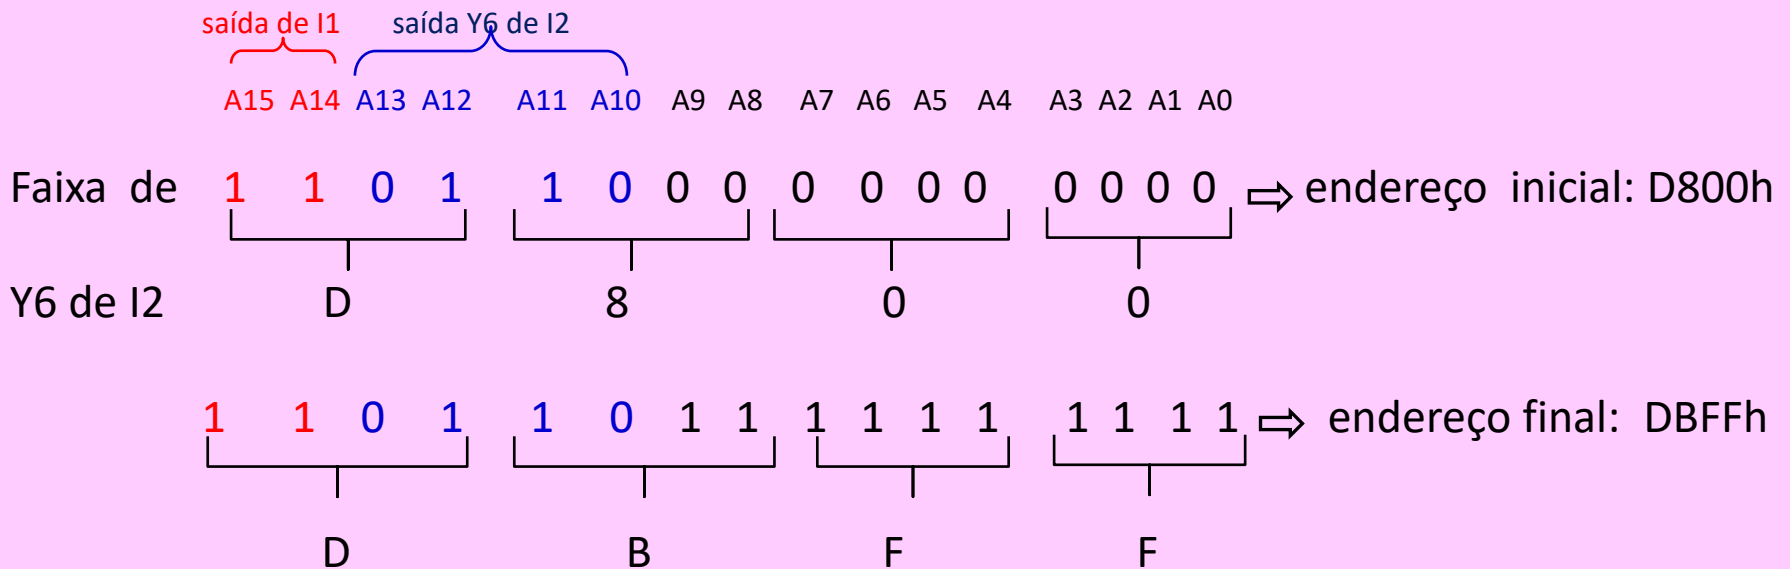 saída de I1 saída Y6 de I2
A15 A14 A13 A12 A11 A10 A9 A8 A7 A6 A5 A4 A3 A2 A1 A0
Faixa de 1 1 0 1 1 0 0 0 0 0 0 0 0 0 0 0 ⇨ endereço inicial: D800h
Y6 de I2 D 8 0 0
1 1 0 1 1 0 1 1 1 1 1 1 1 1 1 1 ⇨ endereço final: DBFFh
D B F F